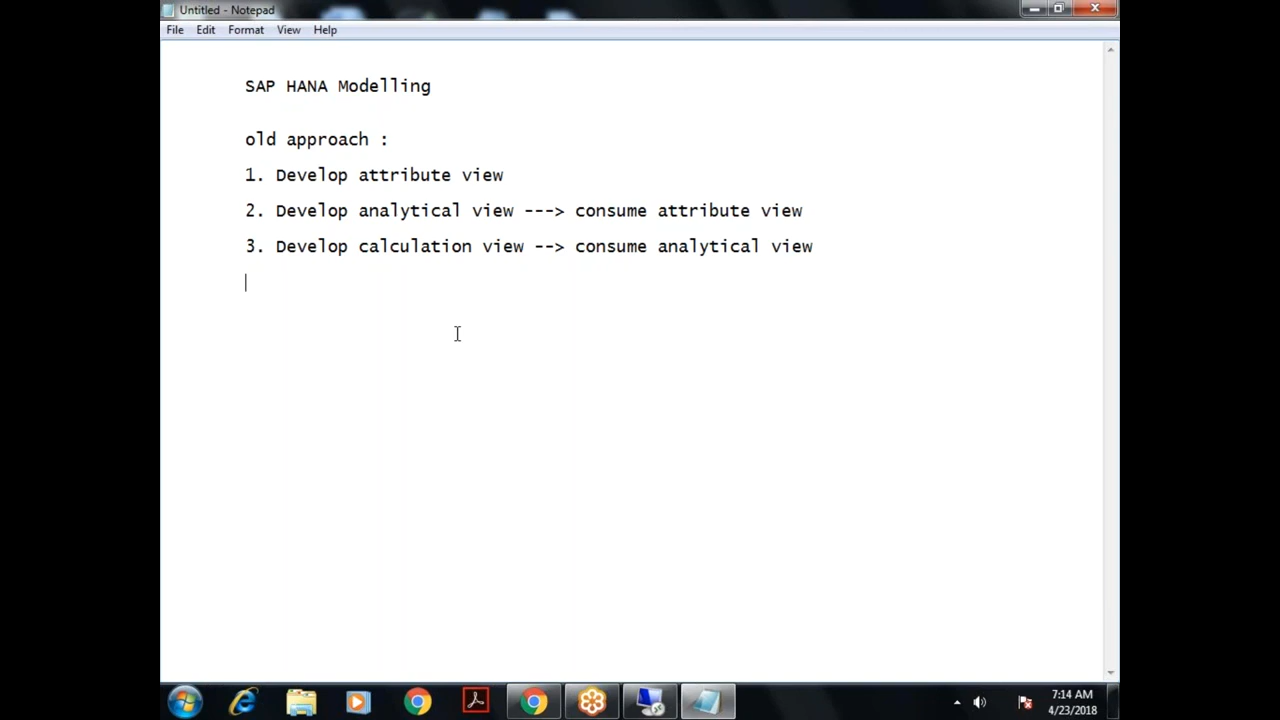 Untitled - Notepad
File Edit Format View Help
SAP HANA Modelling
old approach :
1. Develop attribute view
2. Develop analytical view ---> consume attribute view
3. Develop calculation view --> consume analytical view
7:14 AM
4/23/2018